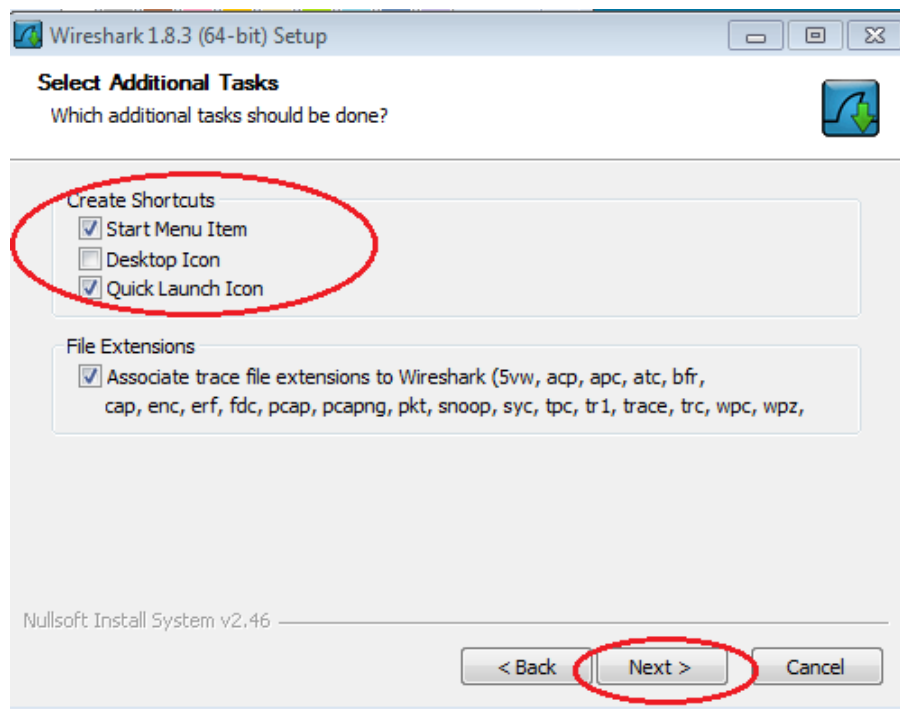 Wireshark 1.8.3 (64-bit) Setup
Select Additional Tasks
Which additional tasks should be done?
Create Shortcuts
Start Menu Item
Desktop Icon
Quick Launch Icon
File Extensions
Associate trace file extensions to Wireshark (5vw, acp, apc, atc, bfr,
cap, enc, erf, fdc, pcap, pcapng, pkt, snoop, syc, tpc, tr1, trace, trc, wpc, wpz,
Nullsoft Install System v2.46
< Back Next > Cancel